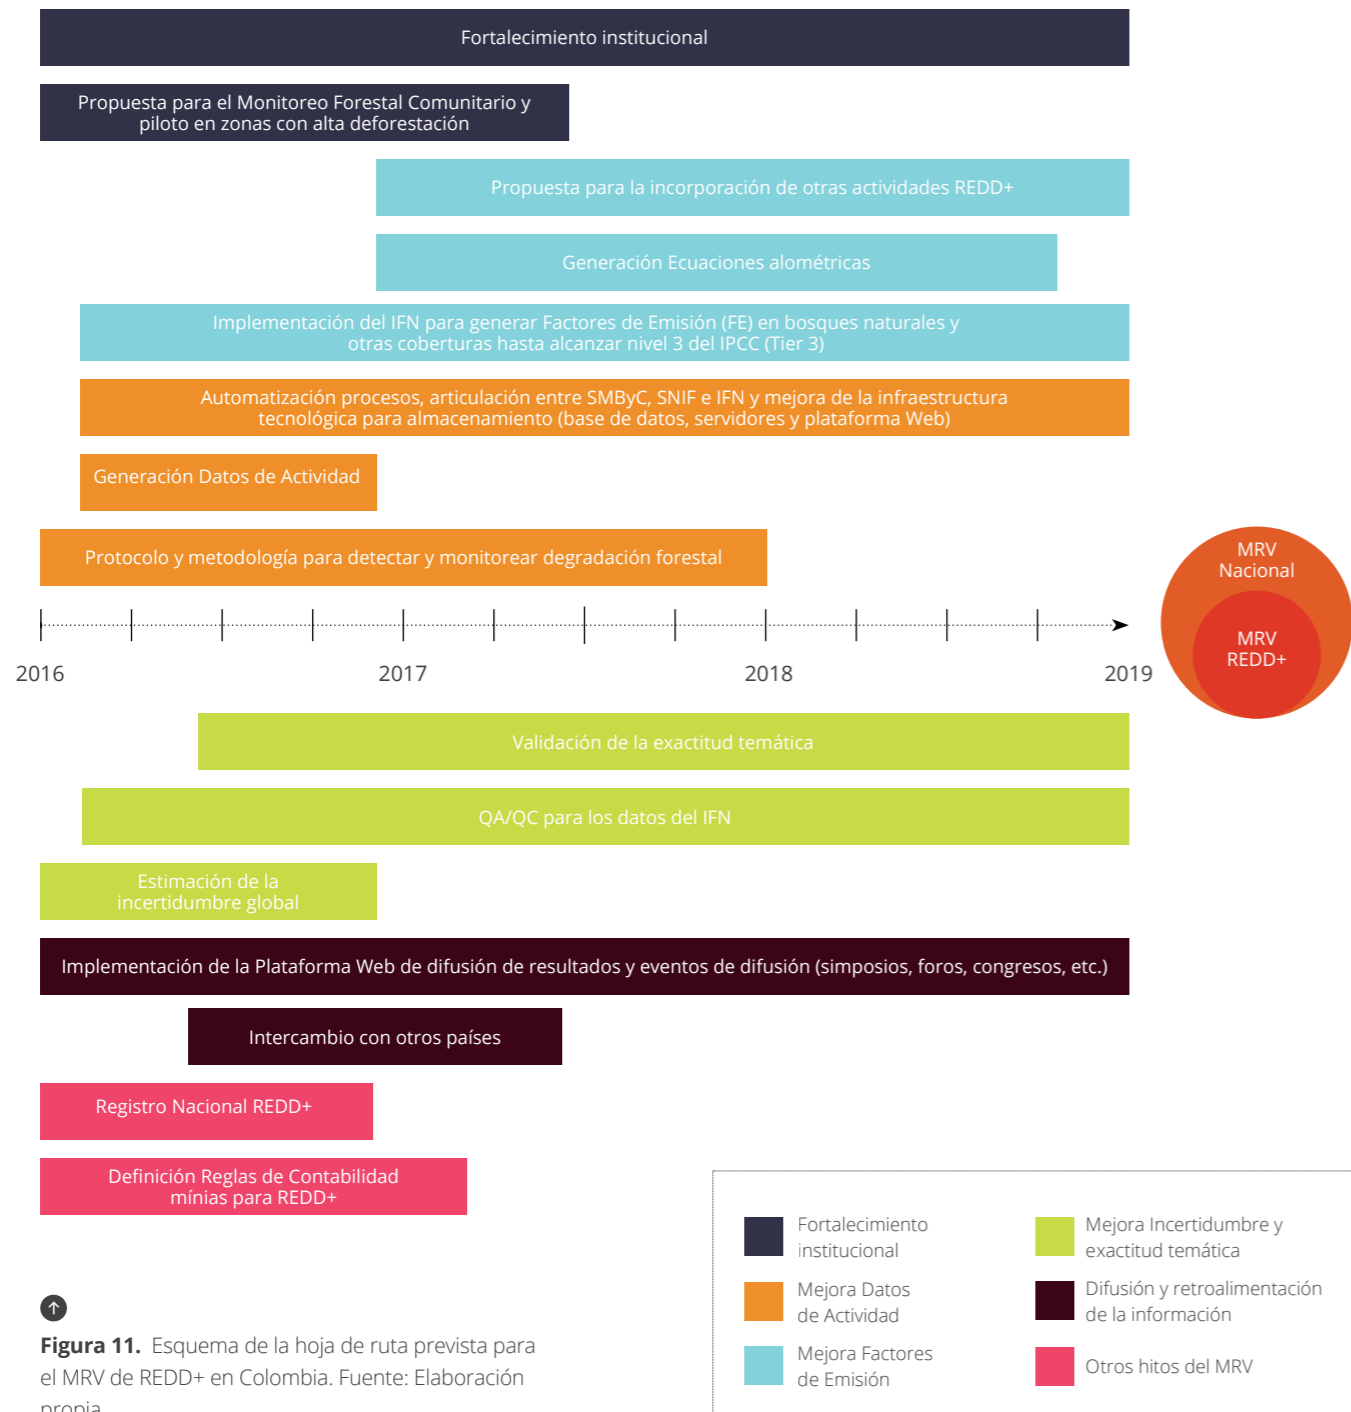 Fortalecimiento institucional
Propuesta para el Monitoreo Forestal Comunitario y
piloto en zonas con alta deforestación
Propuesta para la incorporación de otras actividades REDD+
Generación Ecuaciones alométricas
Implementación del IFN para generar Factores de Emisión (FE) en bosques naturales y
otras coberturas hasta alcanzar nivel 3 del IPCC (Tier 3)
Automatización procesos, articulación entre SMByC, SNIF e IFN y mejora de la infraestructura
tecnológica para almacenamiento (base de datos, servidores y plataforma Web)
Generación Datos de Actividad
Protocolo y metodología para detectar y monitorear degradación forestal
MRV
Nacional
MRV
REDD+
2016
2017
2018
2019
Validación de la exactitud temática
QA/QC para los datos del IFN
Estimación de la
incertidumbre global
Implementación de la Plataforma Web de difusión de resultados y eventos de difusión (simposios, foros, congresos, etc.)
Intercambio con otros países
Registro Nacional REDD+
Definición Reglas de Contabilidad
mínias para REDD+
Fortalecimiento
institucional
Mejora Datos
de Actividad
Mejora Factores
de Emisión
Mejora Incertidumbre y
exactitud temática
Difusión y retroalimentación
de la información
Otros hitos del MRV
Figura 11. Esquema de la hoja de ruta prevista para
el MRV de REDD+ en Colombia. Fuente: Elaboración
propia